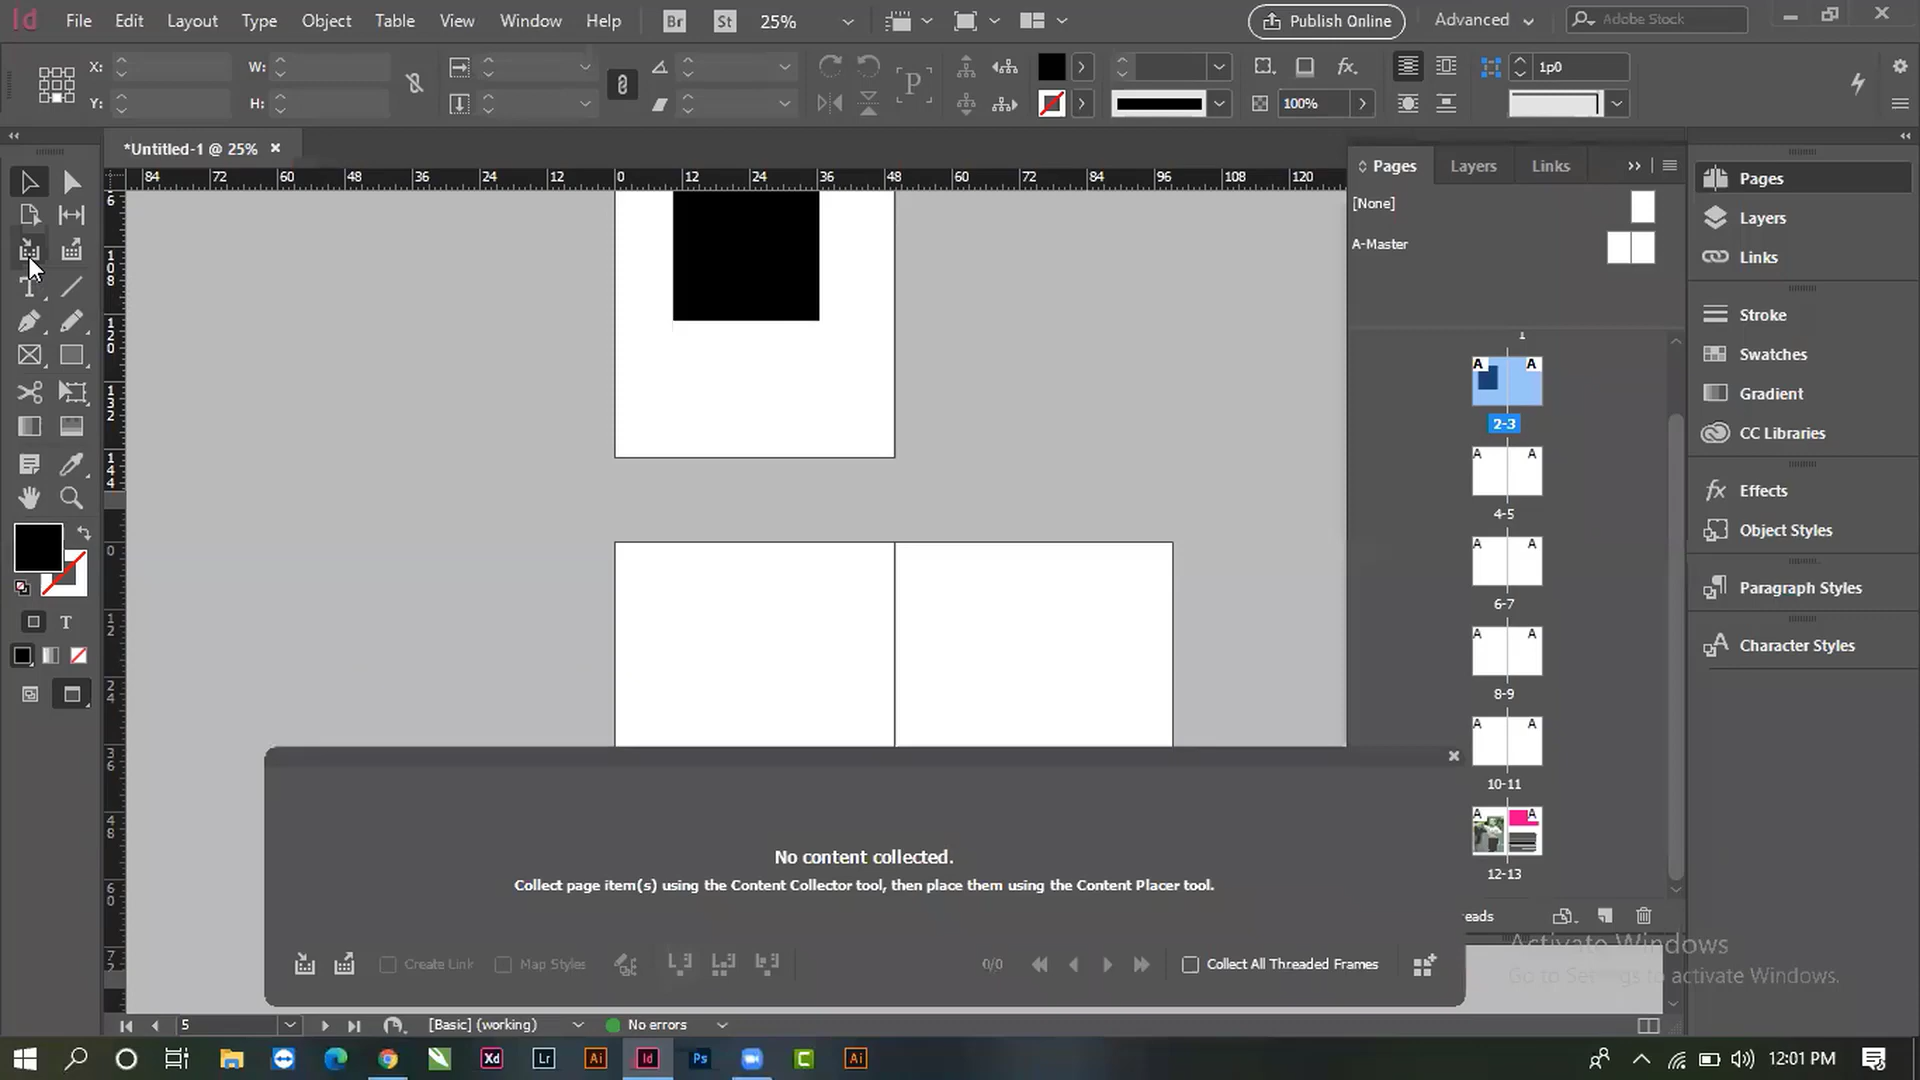 Id File Edit Layout Type Object Table View Window Help Br St 25% Publish Online Advanced Adobe Stock
X: W: 1p0
Y: H: 100%
*Untitled-1 @ 25%
84 72 60 48 36 24 12 0 12 24 36 48 60 72 84 96 108 120
Pages Layers Links
[None]
A-Master
1
A A
2-3
A A
4-5
A A
6-7
A A
8-9
A A
10-11
A A
12-13
eads
Pages
Layers
Links
Stroke
Swatches
Gradient
CC Libraries
Effects
Object Styles
Paragraph Styles
Character Styles
6
108
120
132
144
0
12
24
36
48
60
72
No content collected.
Collect page item(s) using the Content Collector tool, then place them using the Content Placer tool.
Create Link Map Styles 0/0 Collect All Threaded Frames
Activate Windows
Go to Settings to activate Windows.
5 [Basic] (working) No errors
Xd Lr Ai Id Ps Ai 12:01 PM